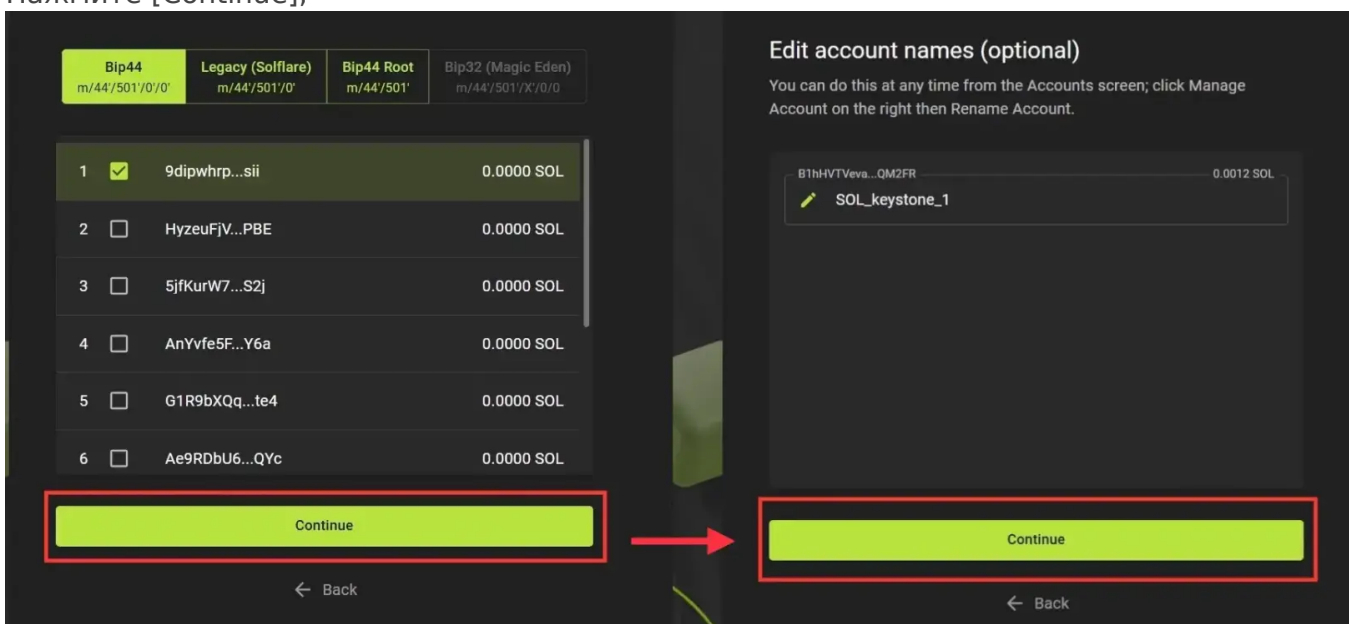 Нажмите [Continue],
Bip44
m/44'/501'/0'/0'
Legacy (Solflare)
m/44'/501'/0'
Bip44 Root
m/44'/501'
Bip32 (Magic Eden)
m/44'/501'/X'/0/0
1 9dipwhrp...sii 0.0000 SOL
2 HyzeuFjV...PBE 0.0000 SOL
3 5jfKurW7...S2j 0.0000 SOL
4 AnYvfe5F...Y6a 0.0000 SOL
5 G1R9bXQq...te4 0.0000 SOL
6 Ae9RDbU6...QYc 0.0000 SOL
Continue
← Back
Edit account names (optional)
You can do this at any time from the Accounts screen; click Manage
Account on the right then Rename Account.
B1hHVTVeva...QM2FR 0.0012 SOL
SOL_keystone_1
Continue
← Back